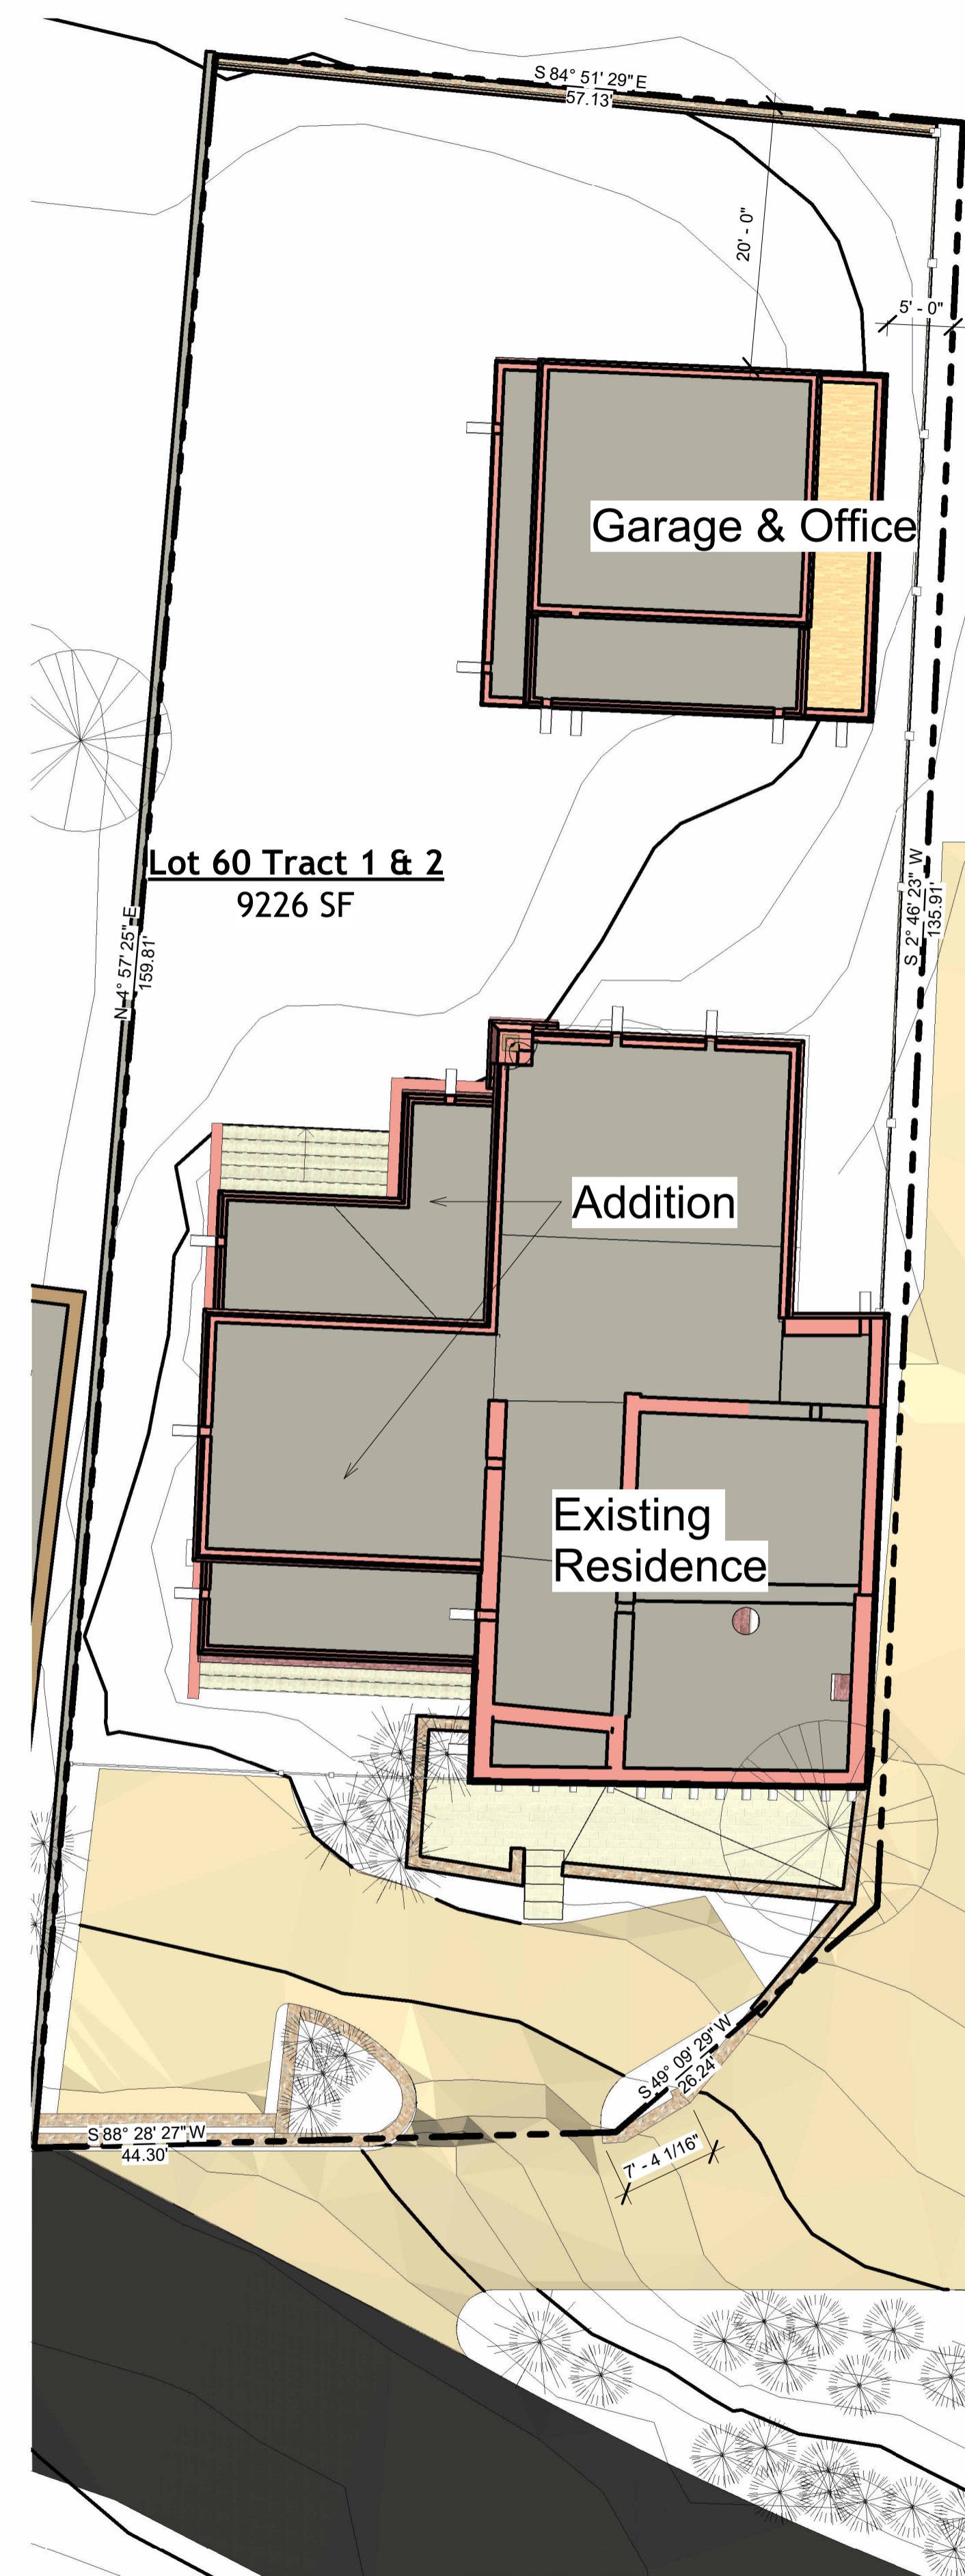 S 84° 51' 29" E
57.13'
20' - 0"
5' - 0"
Garage & Office
Lot 60 Tract 1 & 2
9226 SF
N 4° 57' 25" E
159.81'
S 2° 46' 23" W
135.91'
Addition
Existing
Residence
S 49° 09' 29" W
26.24'
S 88° 28' 27" W
44.30'
7' - 4 1/16"